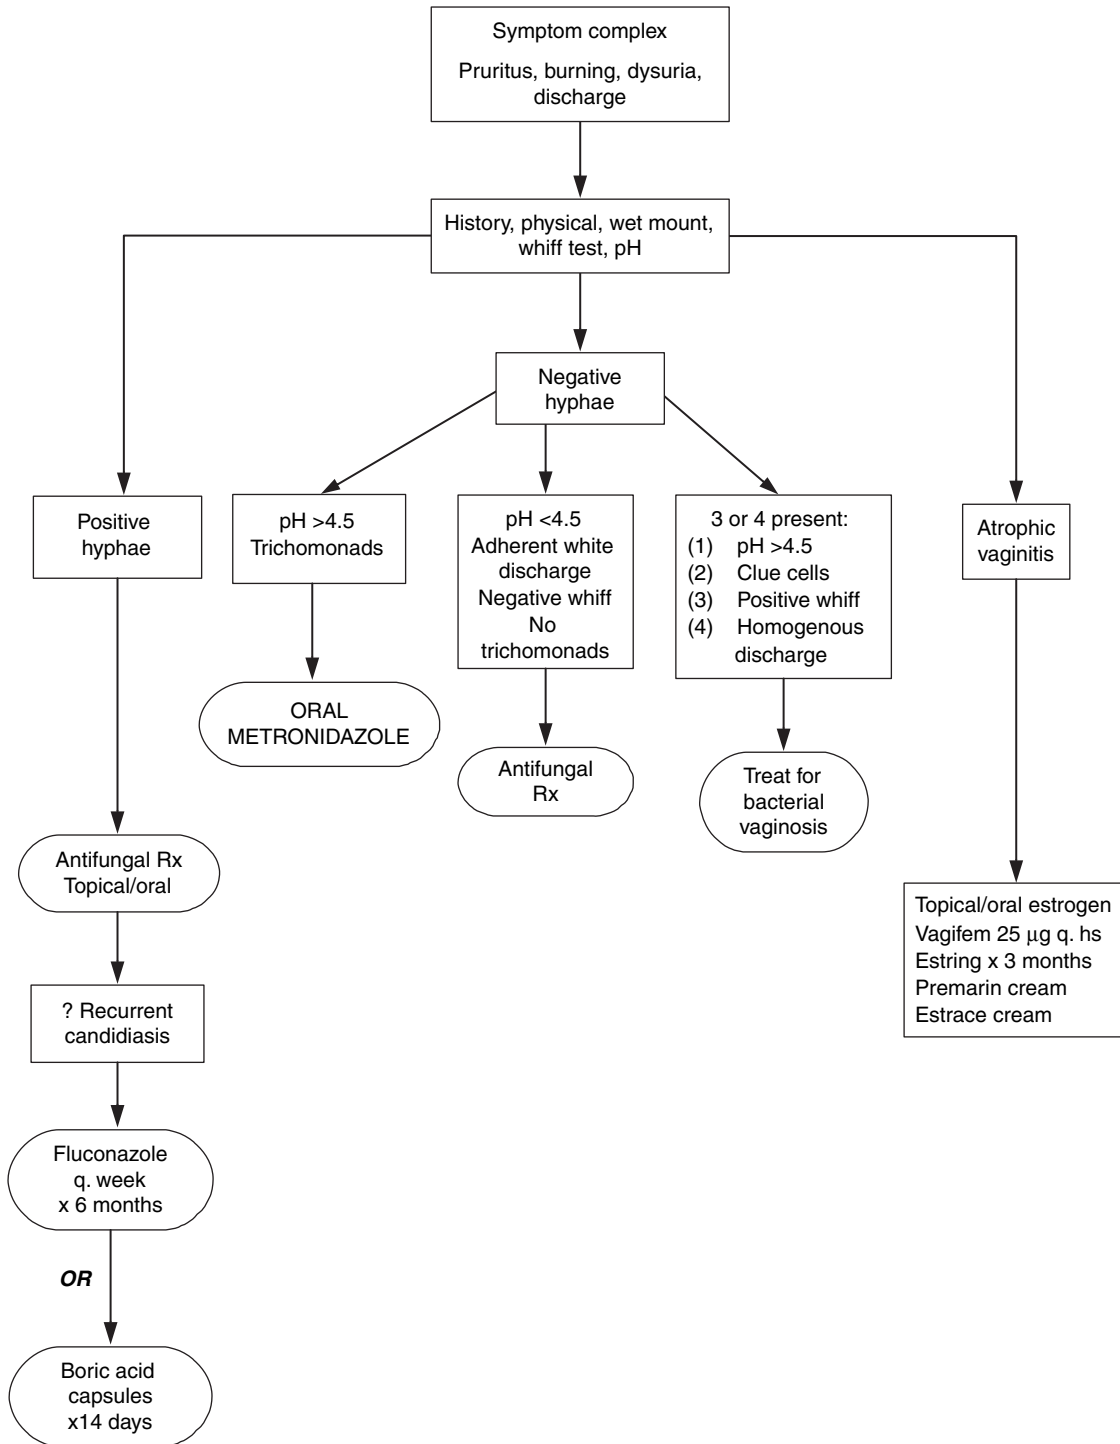 Symptom complex
Pruritus, burning, dysuria,
discharge
History, physical, wet mount,
whiff test, pH
Negative
hyphae
Positive
hyphae
pH >4.5
Trichomonads
pH <4.5
Adherent white
discharge
Negative whiff
No
trichomonads
3 or 4 present:
(1) pH >4.5
(2) Clue cells
(3) Positive whiff
(4) Homogenous
discharge
Atrophic
vaginitis
ORAL
METRONIDAZOLE
Antifungal
Rx
Treat for
bacterial
vaginosis
Antifungal Rx
Topical/oral
Topical/oral estrogen
Vagifem 25 μg q. hs
Estring x 3 months
Premarin cream
Estrace cream
? Recurrent
candidiasis
Fluconazole
q. week
x 6 months
OR
Boric acid
capsules
x14 days